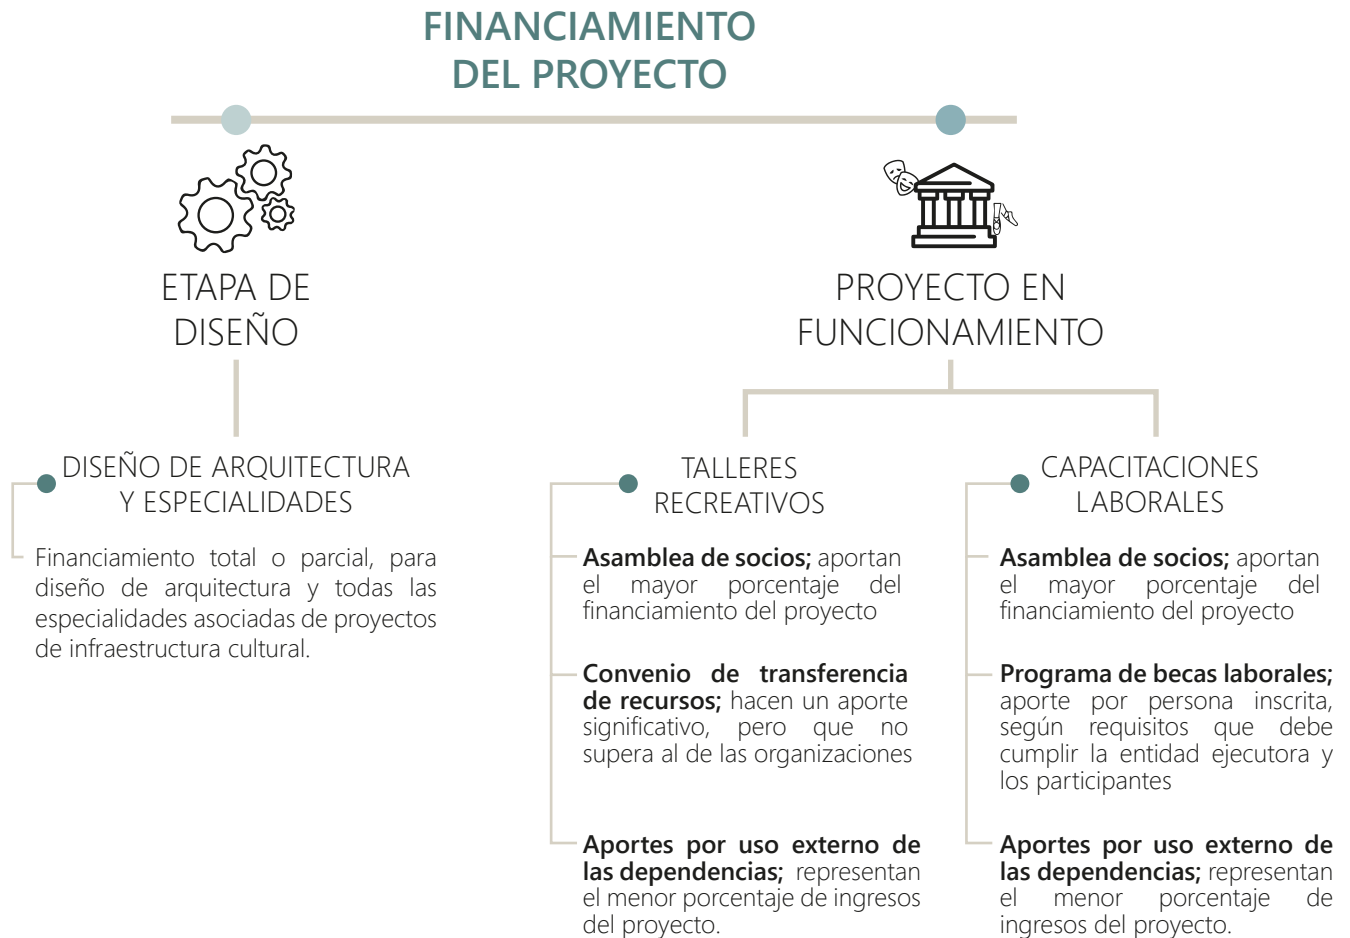 FINANCIAMIENTO
DEL PROYECTO
ETAPA DE
DISEÑO
DISEÑO DE ARQUITECTURA
Y ESPECIALIDADES
Financiamiento total o parcial, para
diseño de arquitectura y todas las
especialidades asociadas de proyectos
de infraestructura cultural.
PROYECTO EN
FUNCIONAMIENTO
TALLERES
RECREATIVOS
Asamblea de socios; aportan
el mayor porcentaje del
financiamiento del proyecto
Convenio de transferencia
de recursos; hacen un aporte
significativo, pero que no
supera al de las organizaciones
Aportes por uso externo de
las dependencias; representan
el menor porcentaje de ingresos
del proyecto.
CAPACITACIONES
LABORALES
Asamblea de socios; aportan
el mayor porcentaje del
financiamiento del proyecto
Programa de becas laborales;
aporte por persona inscrita,
según requisitos que debe
cumplir la entidad ejecutora y
los participantes
Aportes por uso externo de
las dependencias; representan
el menor porcentaje de
ingresos del proyecto.